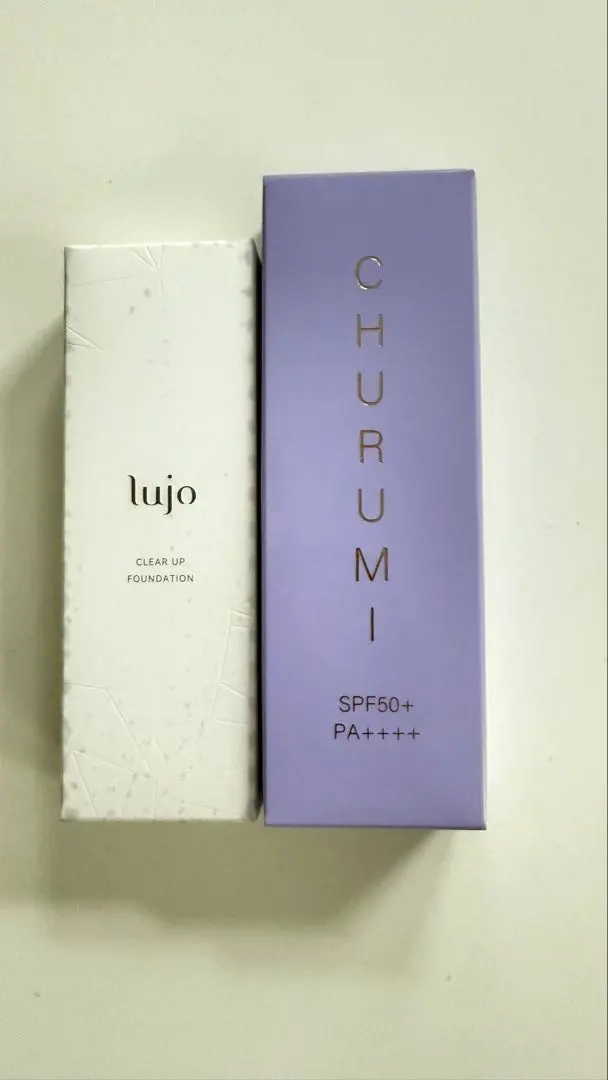 lujo
CLEAR UP
FOUNDATION
CHURUMI
SPF50+
PA++++